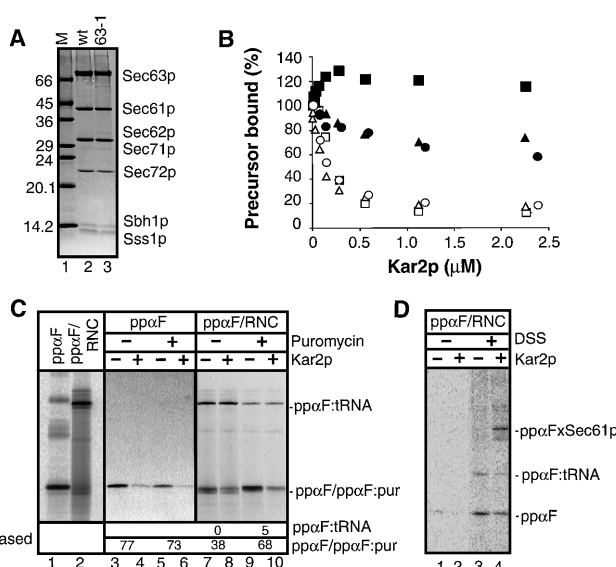 A
M wt 63-1
66
45
36
29
24
20.1
14.2
Sec63p
Sec61p
Sec62p
Sec71p
Sec72p
Sbh1p
Sss1p
1 2 3
B
Precursor bound (%)
140
120
100
80
60
40
20
0
0 0.5 1.0 1.5 2.0 2.5
Kar2p (μM)
C
ppαF ppαF/RNC
ppαF ppαF/RNC
− + − + Puromycin
− + − + − + − + Kar2p
-ppαF:tRNA
-ppαF/ppαF:pur
0 5 ppαF:tRNA
ased 77 73 38 68 ppαF/ppαF:pur
1 2 3 4 5 6 7 8 9 10
D
ppαF/RNC
− + DSS
− + − + Kar2p
-ppαFxSec61p
-ppαF:tRNA
-ppαF
1 2 3 4